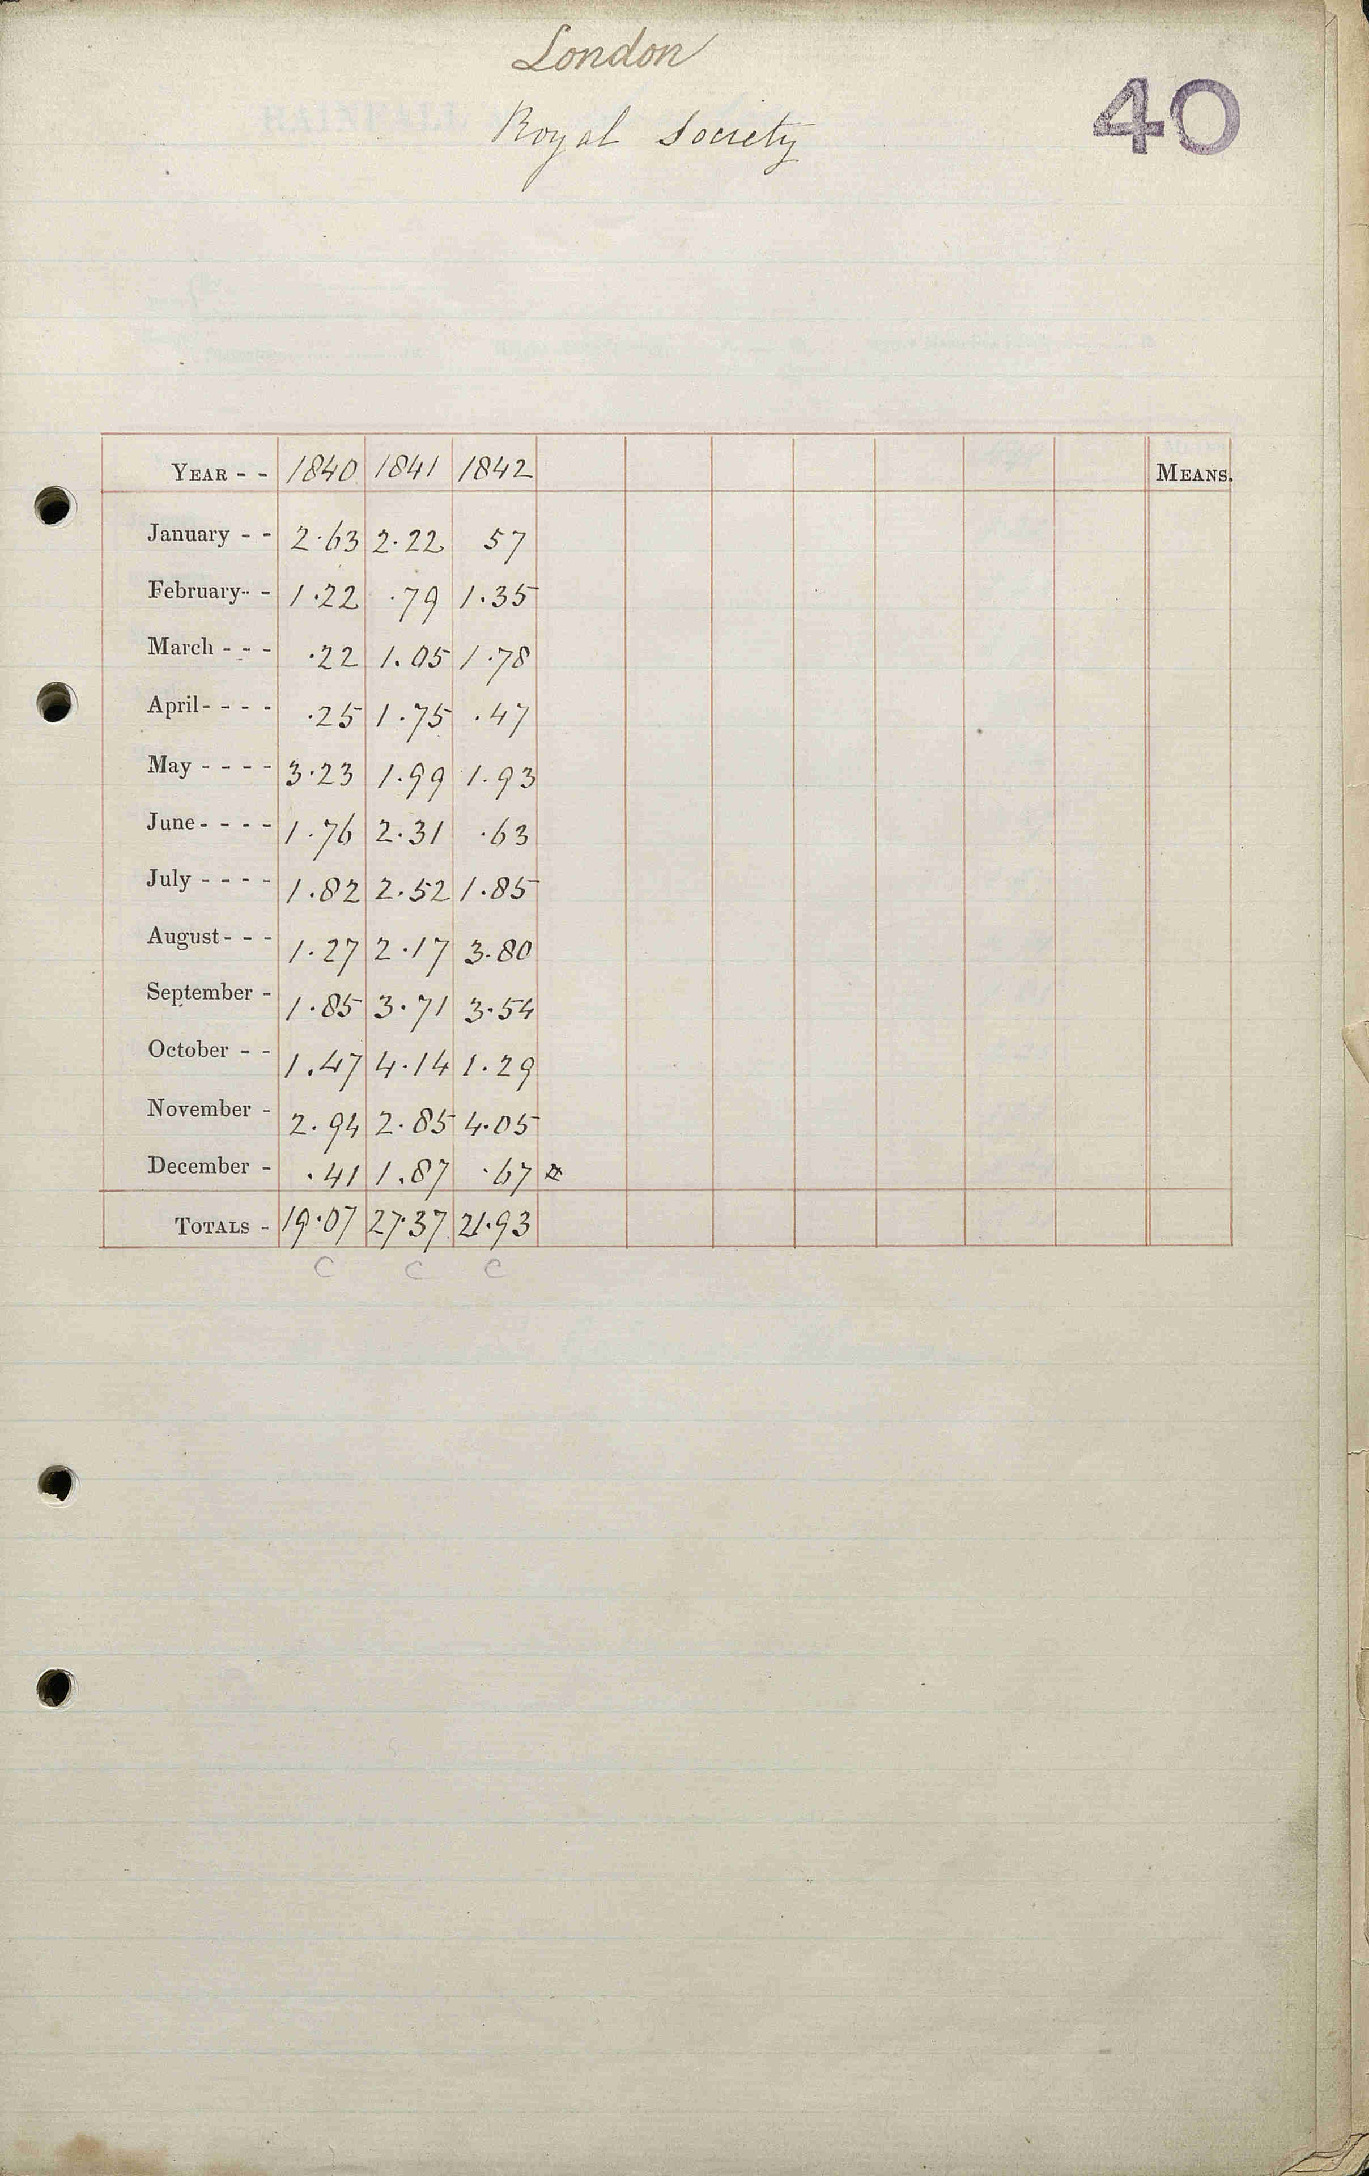 London
40
Royal Society
YEAR - - 1840 1841 1842 MEANS.
January - - 2.63 2.22 57
February - - 1.22 .79 1.35
March - - - .22 1.05 1.78
April - - - - .25 1.75 .47
May - - - - 3.23 1.99 1.93
June - - - - 1.76 2.31 .63
July - - - - 1.82 2.52 1.85
August - - - 1.27 2.17 3.80
September - 1.85 3.71 3.54
October - - 1.47 4.14 1.29
November - 2.94 2.85 4.05
December - .41 1.87 .67
TOTALS - 19.07 27.37 21.93
C C C